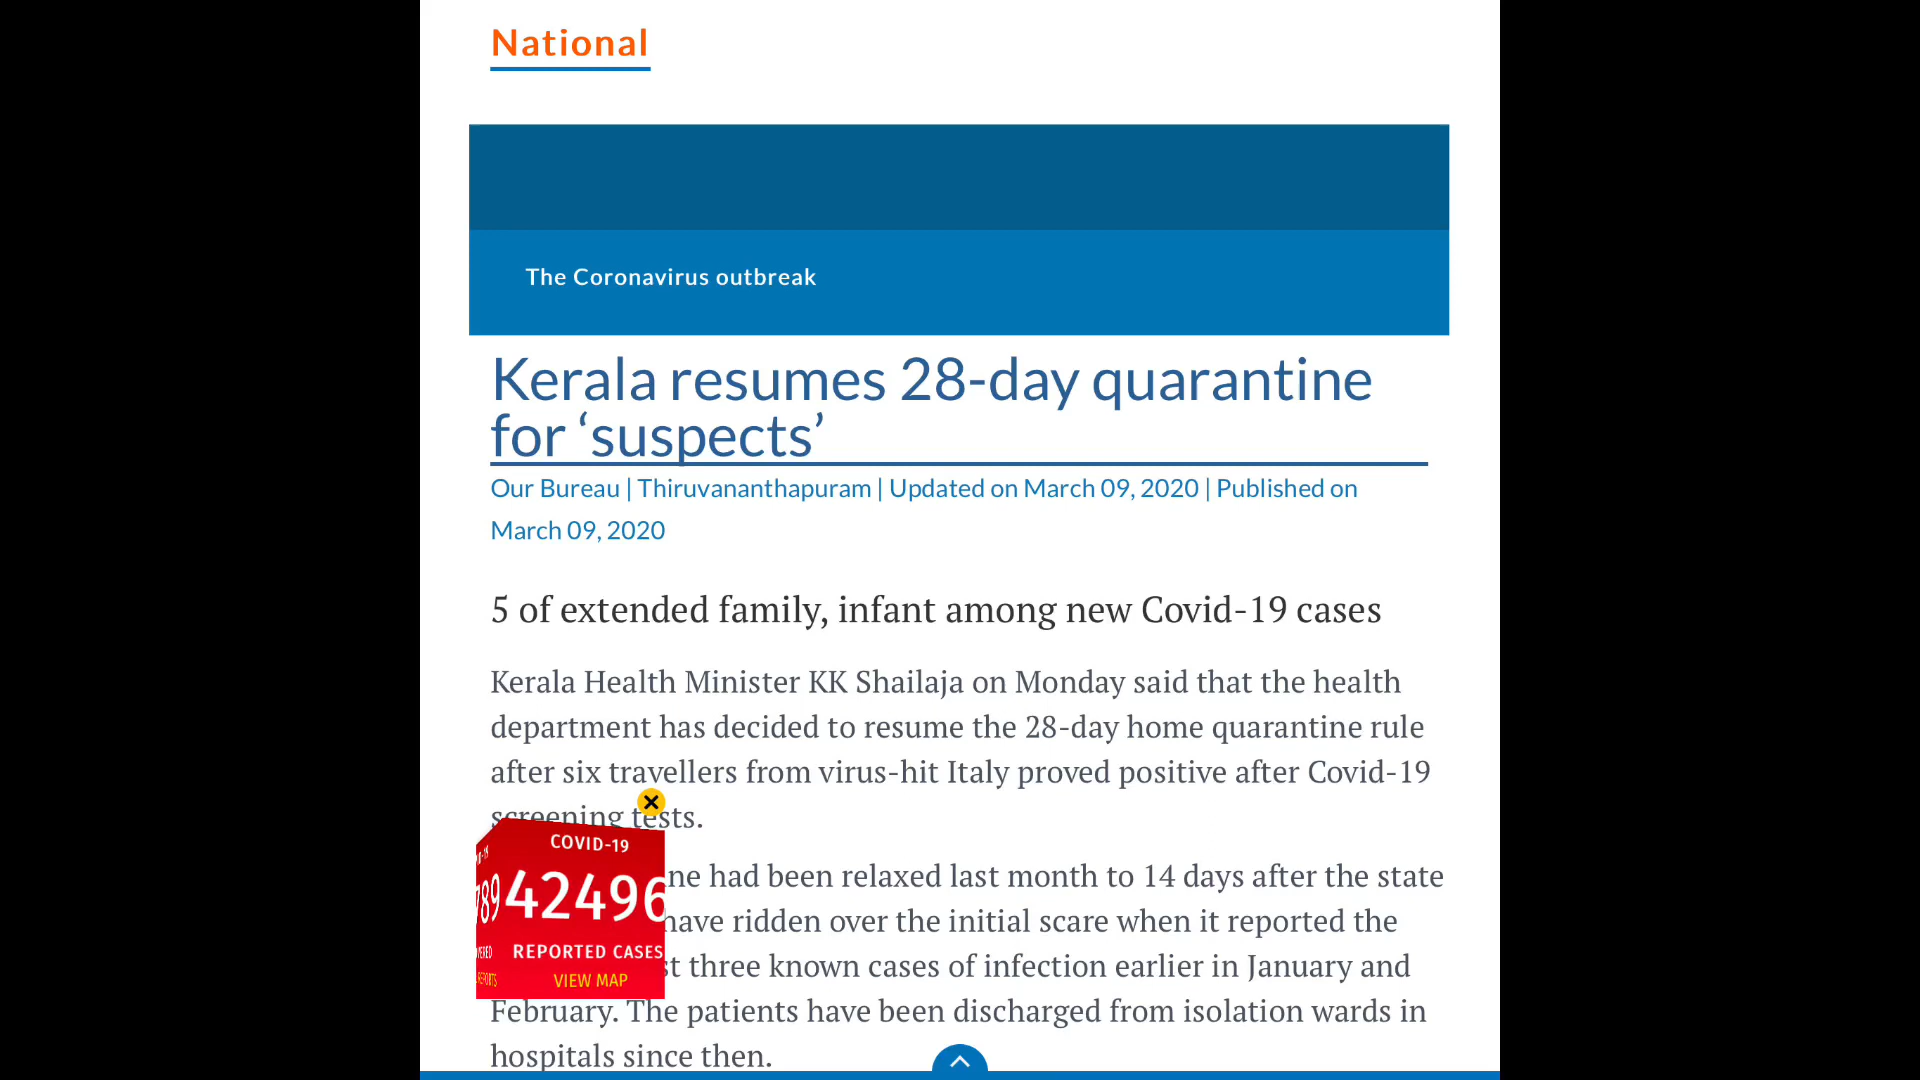 National
The Coronavirus outbreak
Kerala resumes 28-day quarantine
for ‘suspects’
Our Bureau | Thiruvananthapuram | Updated on March 09, 2020 | Published on
March 09, 2020
5 of extended family, infant among new Covid-19 cases
Kerala Health Minister KK Shailaja on Monday said that the health
department has decided to resume the 28-day home quarantine rule
after six travellers from virus-hit Italy proved positive after Covid-19
screening tests.
had been relaxed last month to 14 days after the state
have ridden over the initial scare when it reported the
three known cases of infection earlier in January and
February. The patients have been discharged from isolation wards in
hospitals since then.
COVID-19
789
42496
REPORTED CASES
VIEW MAP